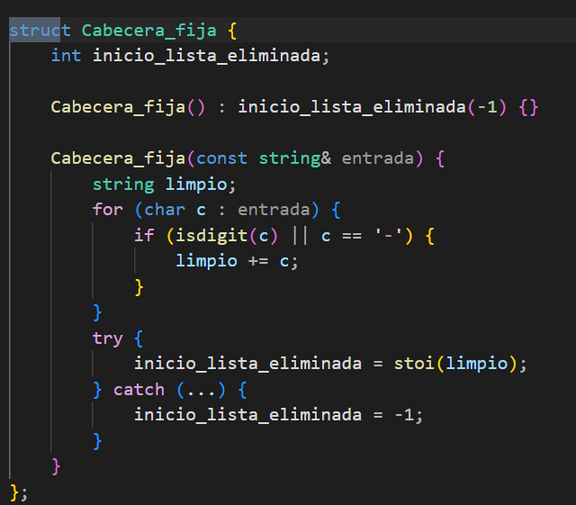 struct Cabecera_fija {
    int inicio_lista_eliminada;

    Cabecera_fija() : inicio_lista_eliminada(-1) {}

    Cabecera_fija(const string& entrada) {
        string limpio;
        for (char c : entrada) {
            if (isdigit(c) || c == '-') {
                limpio += c;
            }
        }
        try {
            inicio_lista_eliminada = stoi(limpio);
        } catch (...) {
            inicio_lista_eliminada = -1;
        }
    }
};